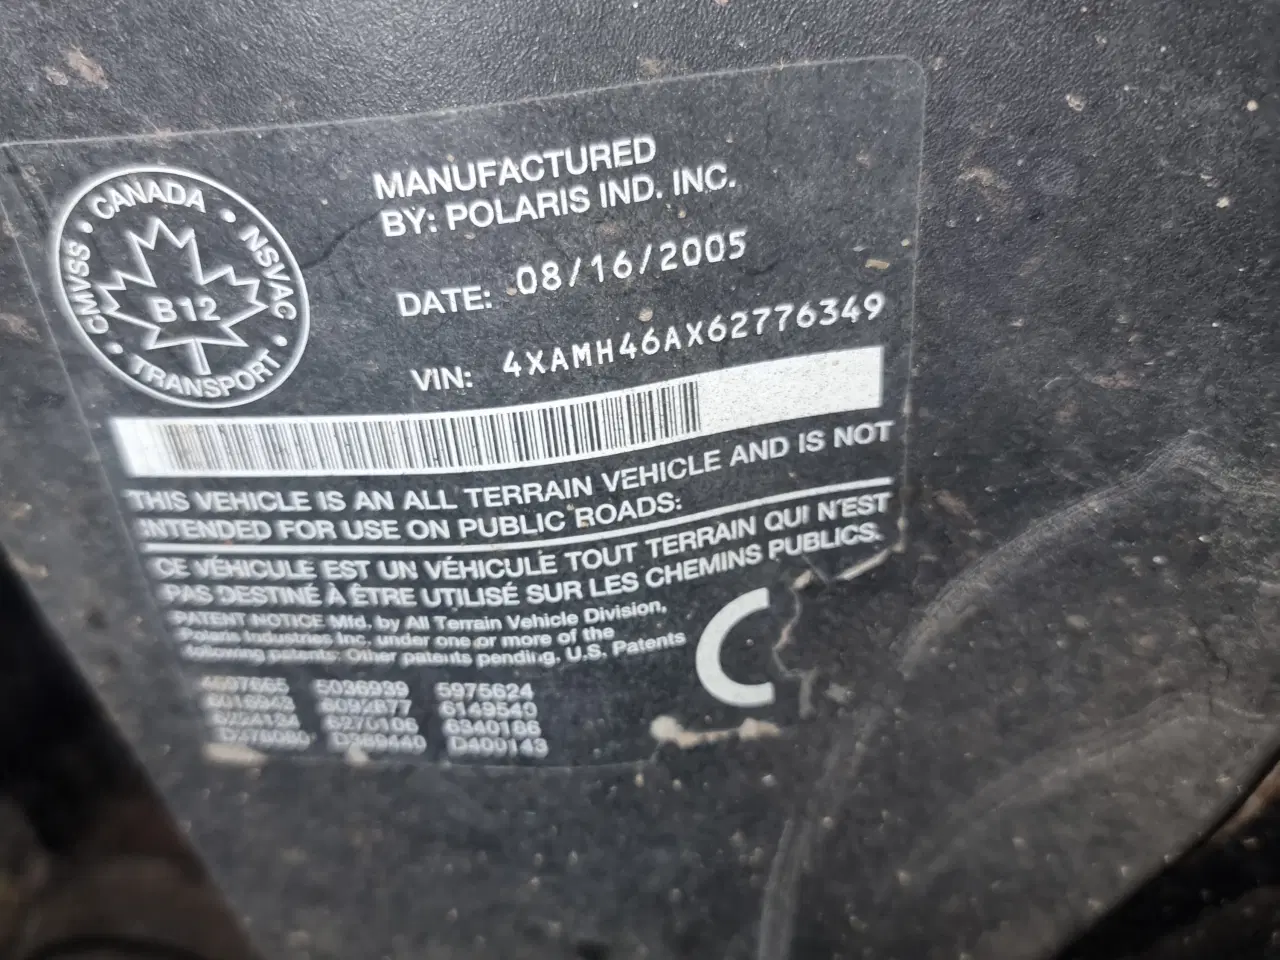 CANADA
NSVAC
TRANSPORT
CMVSS
B12
MANUFACTURED
BY: POLARIS IND. INC.
DATE: 08/16/2005
VIN: 4XAMH46AX62776349
THIS VEHICLE IS AN ALL TERRAIN VEHICLE AND IS NOT
INTENDED FOR USE ON PUBLIC ROADS:
CE VÉHICULE EST UN VÉHICULE TOUT TERRAIN QUI N'EST
PAS DESTINÉ À ÊTRE UTILISÉ SUR LES CHEMINS PUBLICS.
PATENT NOTICE Mfd. by All Terrain Vehicle Division,
Polaris Industries Inc. under one or more of the
following patents: Other patents pending, U.S. Patents
5036939 5975624
6149540
6270106 6340166
D400143
C